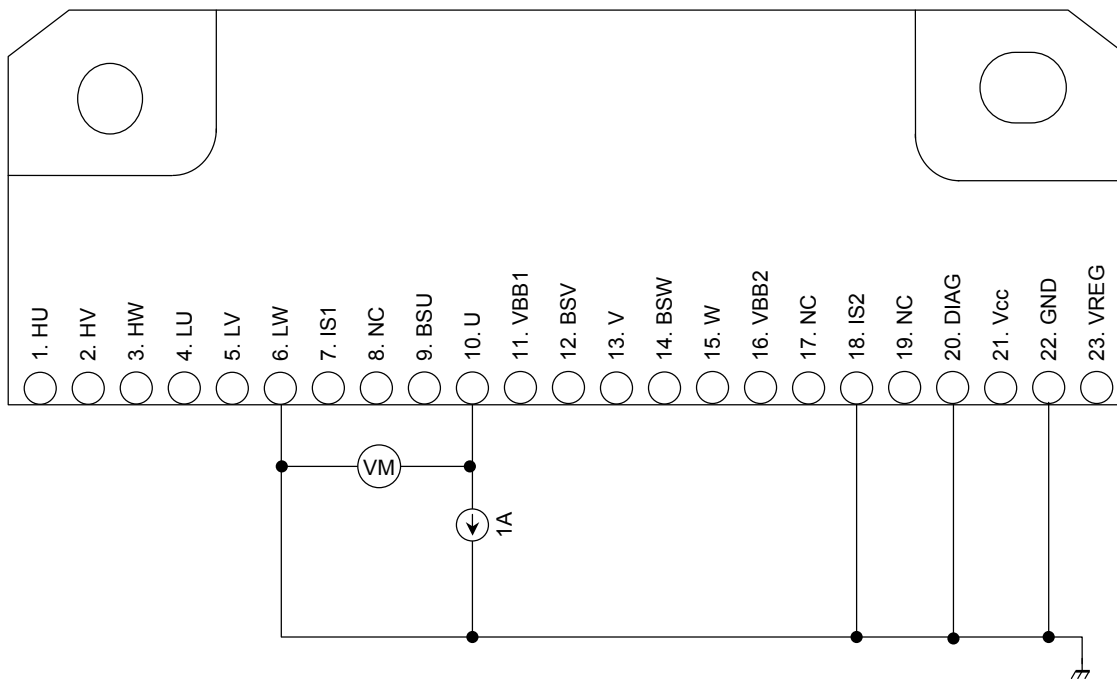 1. HU
2. HV
3. HW
4. LU
5. LV
6. LW
7. IS1
8. NC
9. BSU
10. U
11. VBB1
12. BSV
13. V
14. BSW
15. W
16. VBB2
17. NC
18. IS2
19. NC
20. DIAG
21. Vcc
22. GND
23. VREG
VM
1A